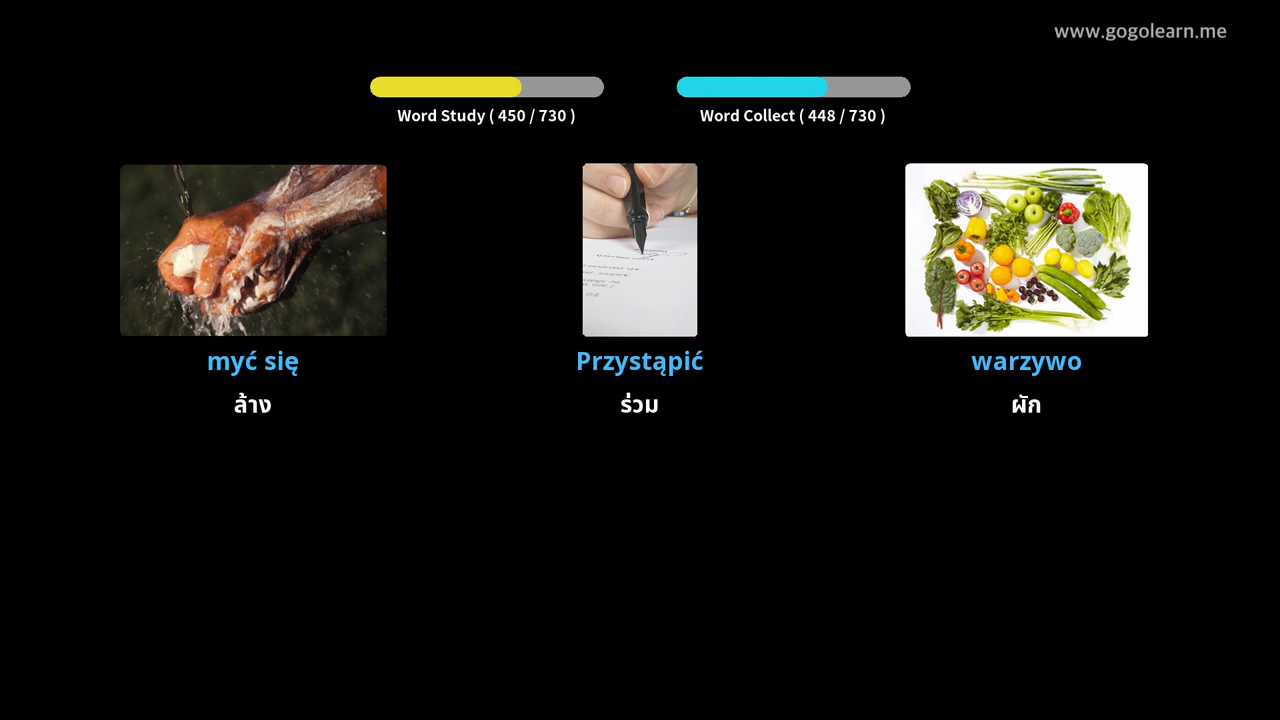 www.gogolearn.me
Word Study ( 450 / 730 )
Word Collect ( 448 / 730 )
myć się
Przystąpić
warzywo
ล้าง
ร่วม
ผัก